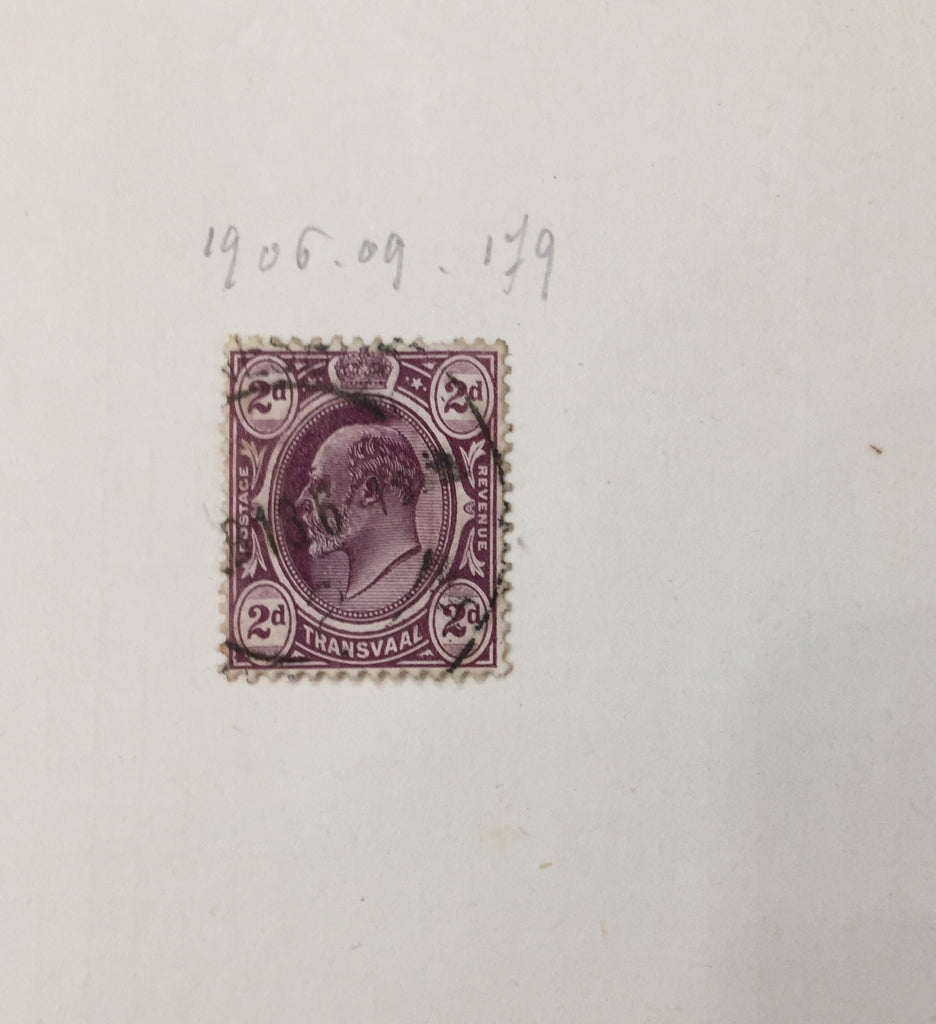 1906.09. 179
2d 2d
POSTAGE
REVENUE
2d 2d
TRANSVAAL